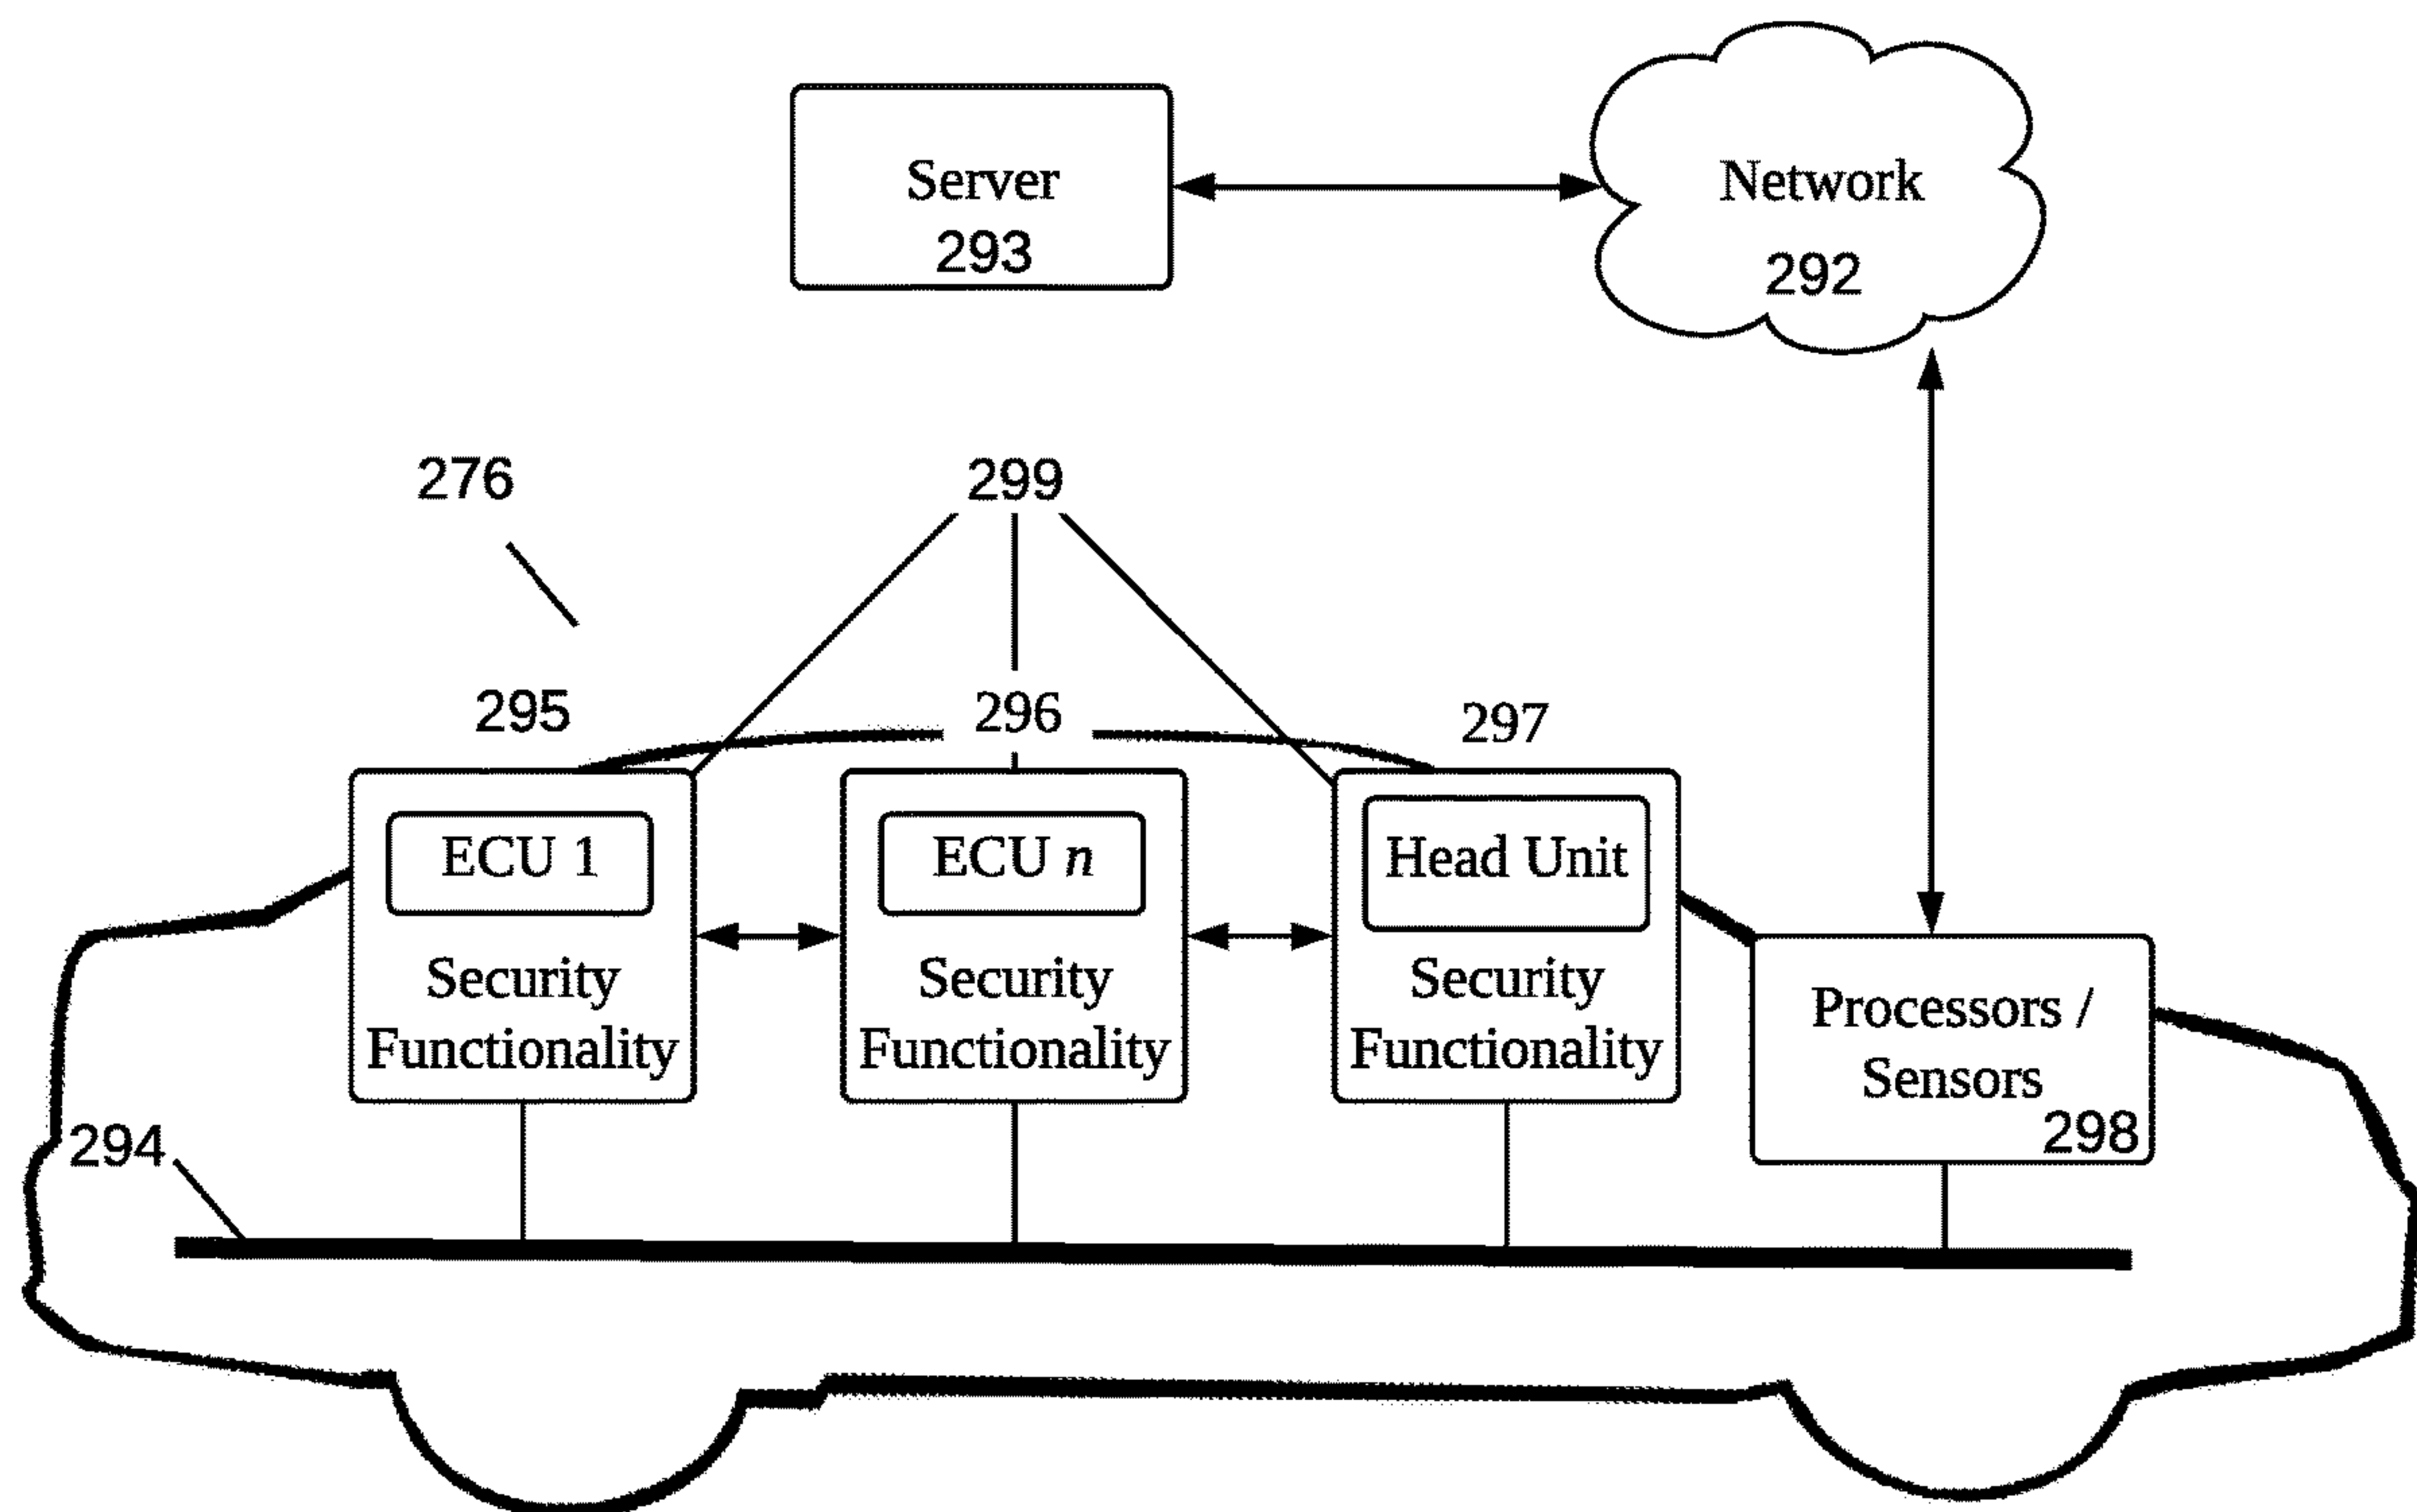 Server
293
Network
292
276
299
295
296
297
ECU 1
Security
Functionality
ECU n
Security
Functionality
Head Unit
Security
Functionality
Processors /
Sensors
298
294